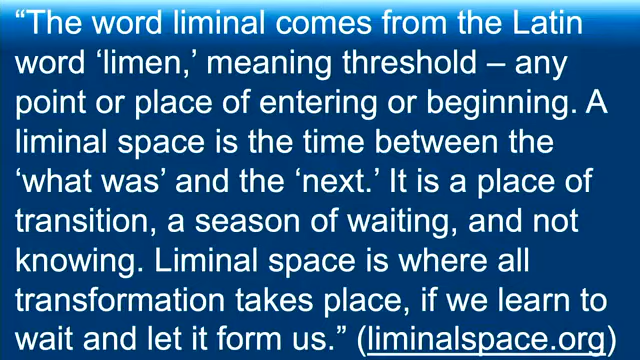 “The word liminal comes from the Latin
word ‘limen,’ meaning threshold – any
point or place of entering or beginning. A
liminal space is the time between the
‘what was’ and the ‘next.’ It is a place of
transition, a season of waiting, and not
knowing. Liminal space is where all
transformation takes place, if we learn to
wait and let it form us.” (liminalspace.org)